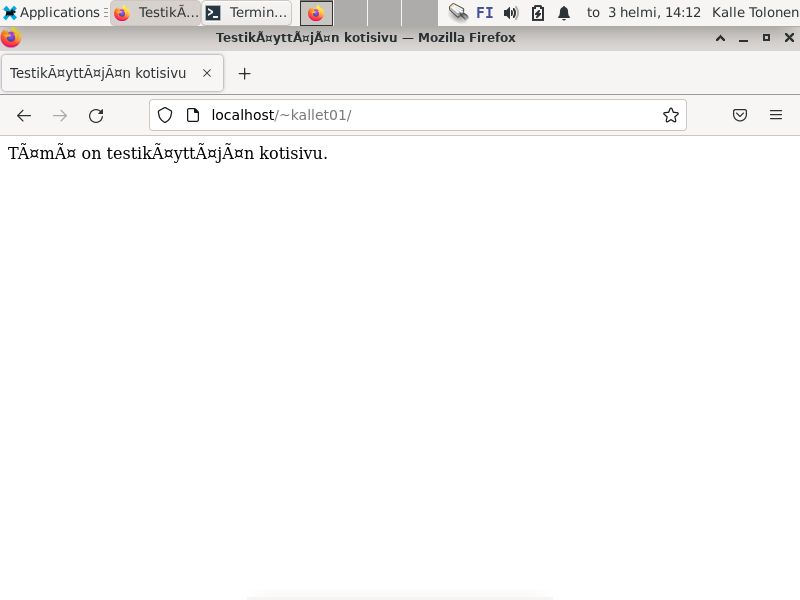 Applications TestikÃ... Termin... FI to 3 helmi, 14:12 Kalle Tolonen
TestikÃ¤yttÃ¤jÃ¤n kotisivu — Mozilla Firefox
TestikÃ¤yttÃ¤jÃ¤n kotisivu
localhost/~kallet01/
TÃ¤mÃ¤ on testikÃ¤yttÃ¤jÃ¤n kotisivu.